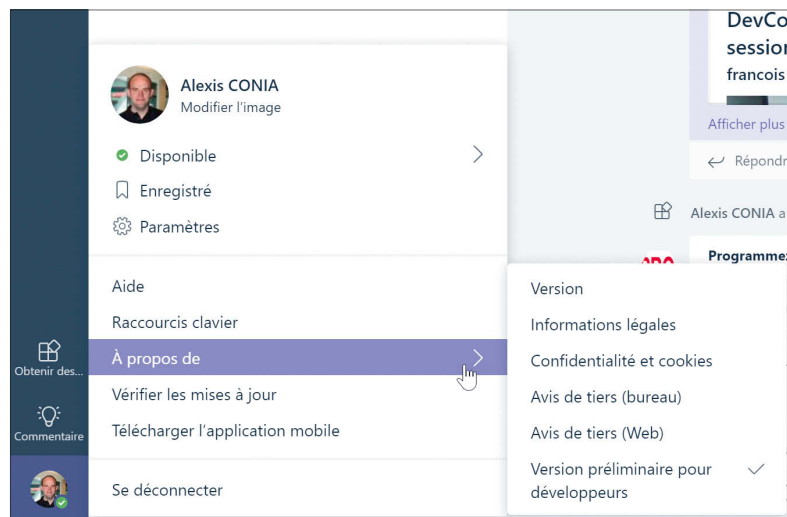 DevCo
session
francois
Afficher plus
Répondr
Alexis CONIA a
Programmez
Alexis CONIA
Modifier l'image
Disponible
Enregistré
Paramètres
Aide
Raccourcis clavier
À propos de
Vérifier les mises à jour
Télécharger l'application mobile
Se déconnecter
Version
Informations légales
Confidentialité et cookies
Avis de tiers (bureau)
Avis de tiers (Web)
Version préliminaire pour
développeurs
Obtenir des...
Commentaire